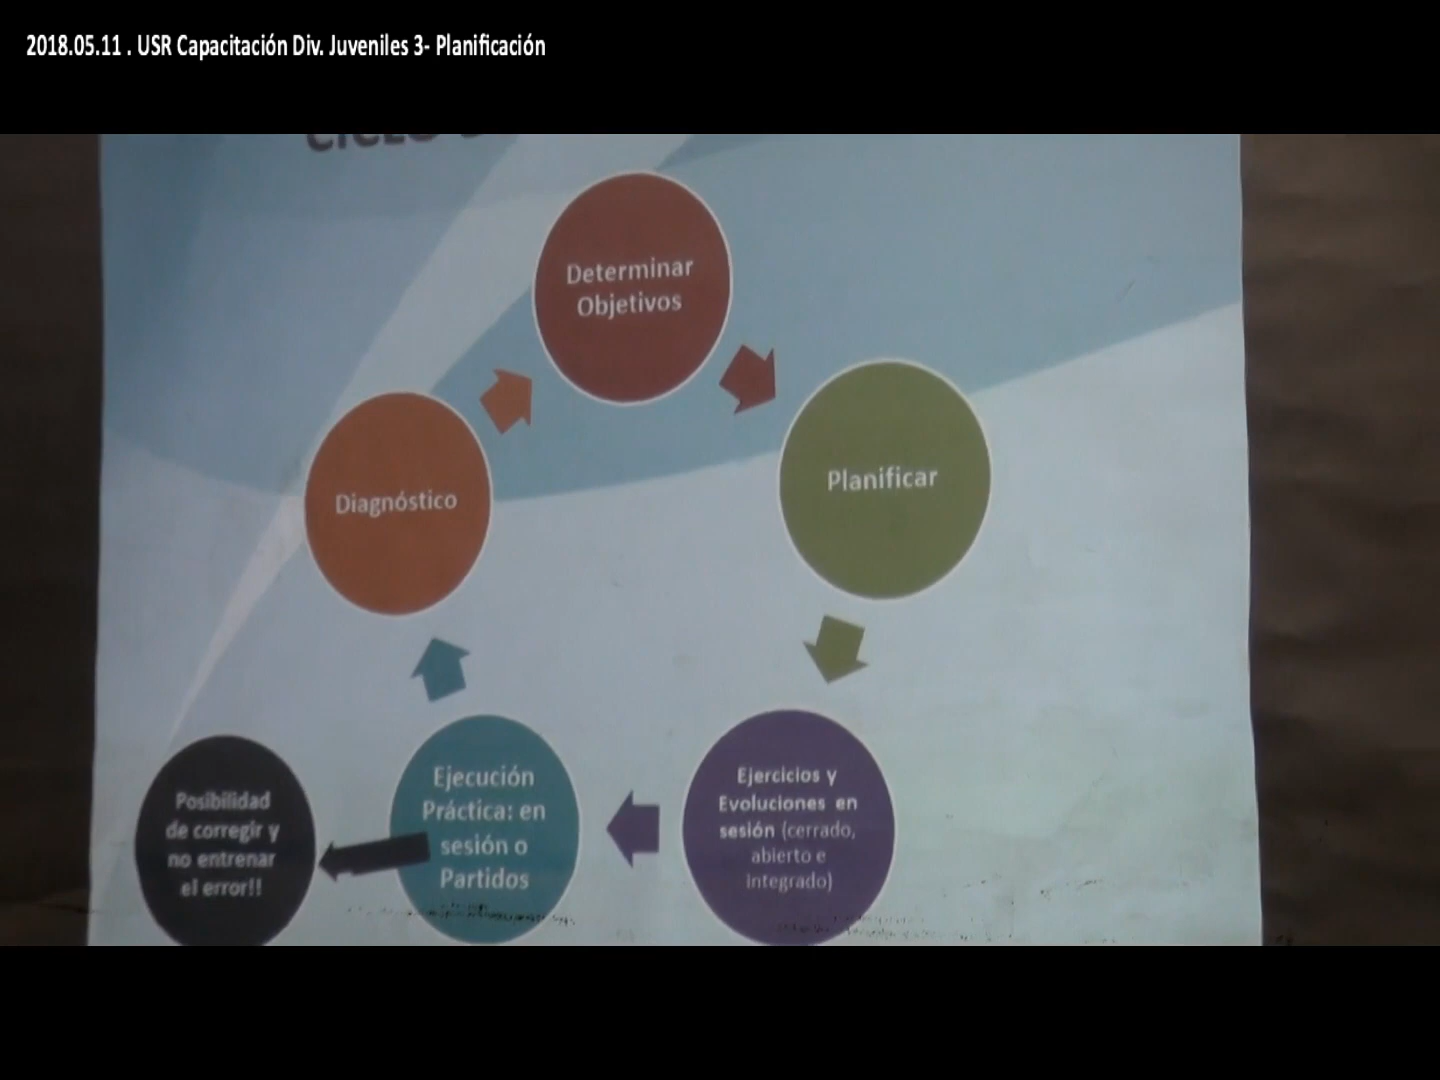 2018.05.11 . USR Capacitación Div. Juveniles 3- Planificación
Determinar
Objetivos
Diagnóstico
Planificar
Ejercicios y
Evoluciones en
sesión (cerrado,
abierto e
integrado)
Ejecución
Práctica: en
sesión o
Partidos
Posibilidad
de corregir y
no entrenar
el error!!